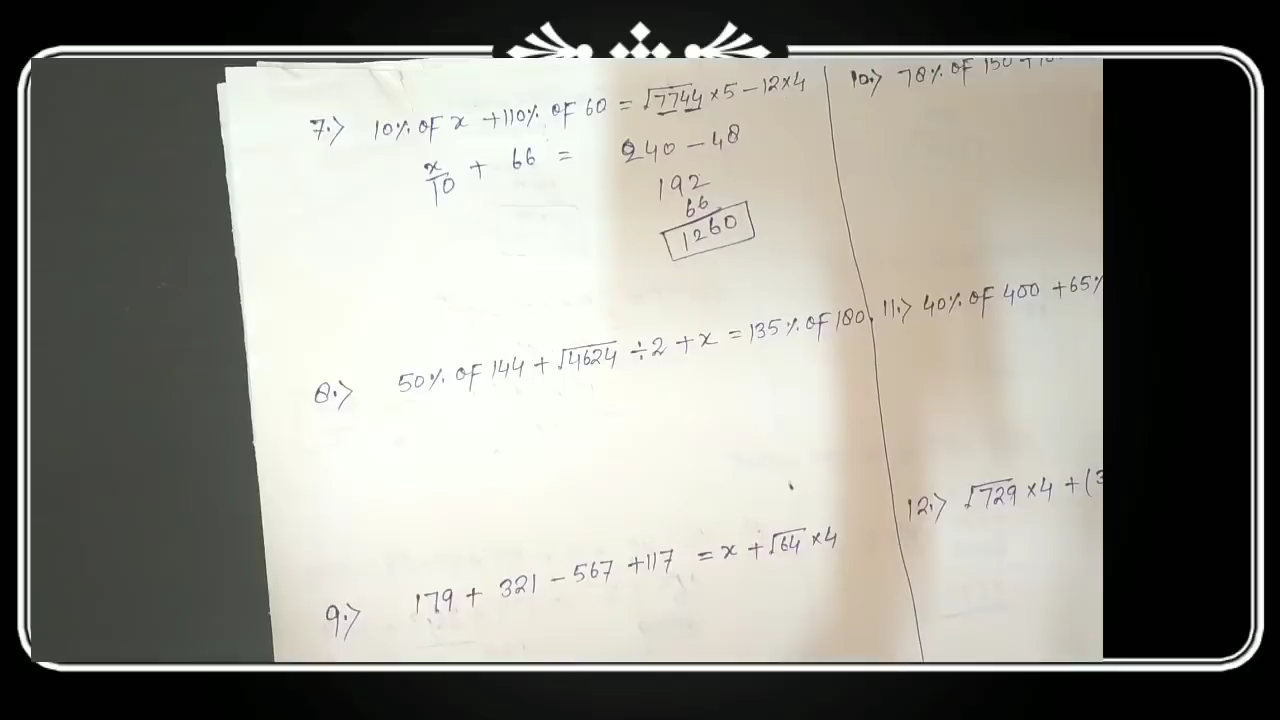 7.) 10% of x + 110% of 60 = √7744 × 5 - 12 × 4
x/10 + 66 = 240 - 48
192
66
1260
8.) 50% of 144 + √4624 ÷ 2 + x = 135% of 180
9.) 179 + 321 - 567 + 117 = x + √64 × 4
10.) 78% of 150 +
11.) 40% of 400 + 65%
12.) √729 × 4 + (3